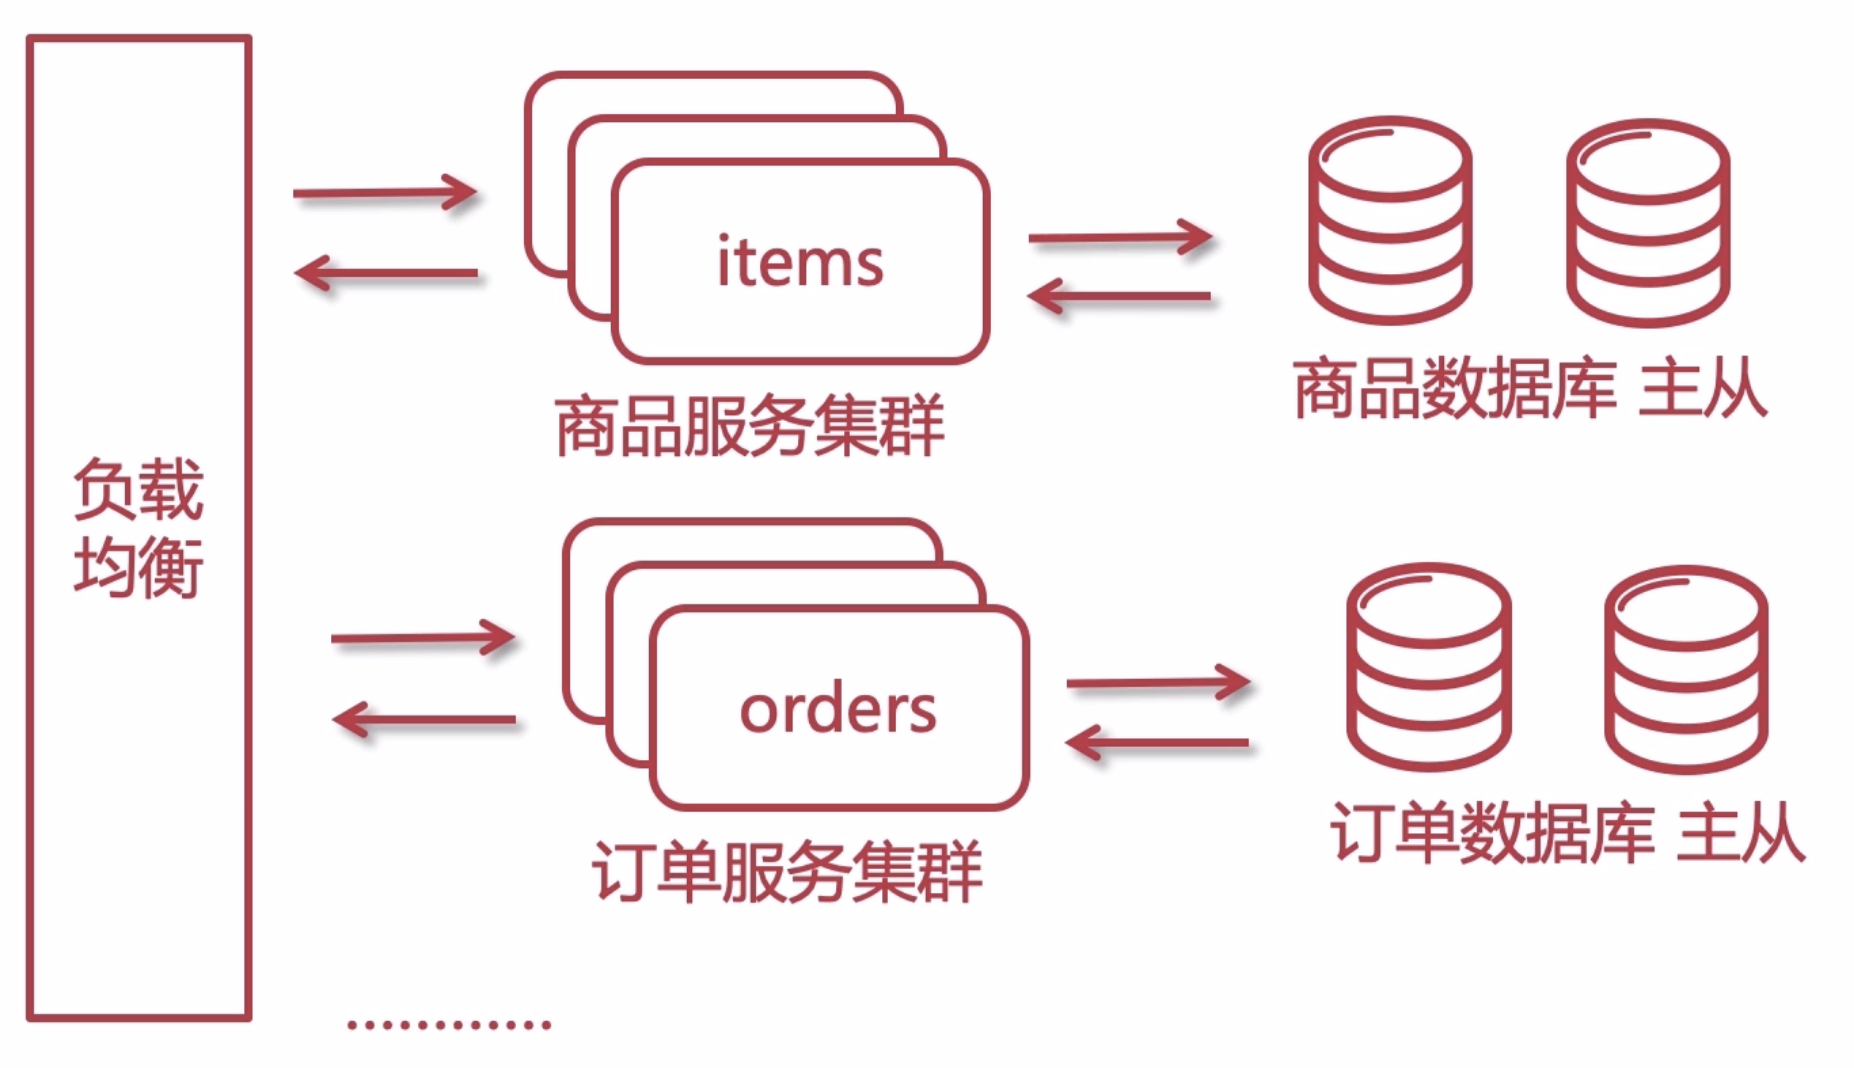 负载
均衡
items
商品服务集群
商品数据库 主从
orders
订单服务集群
订单数据库 主从
............